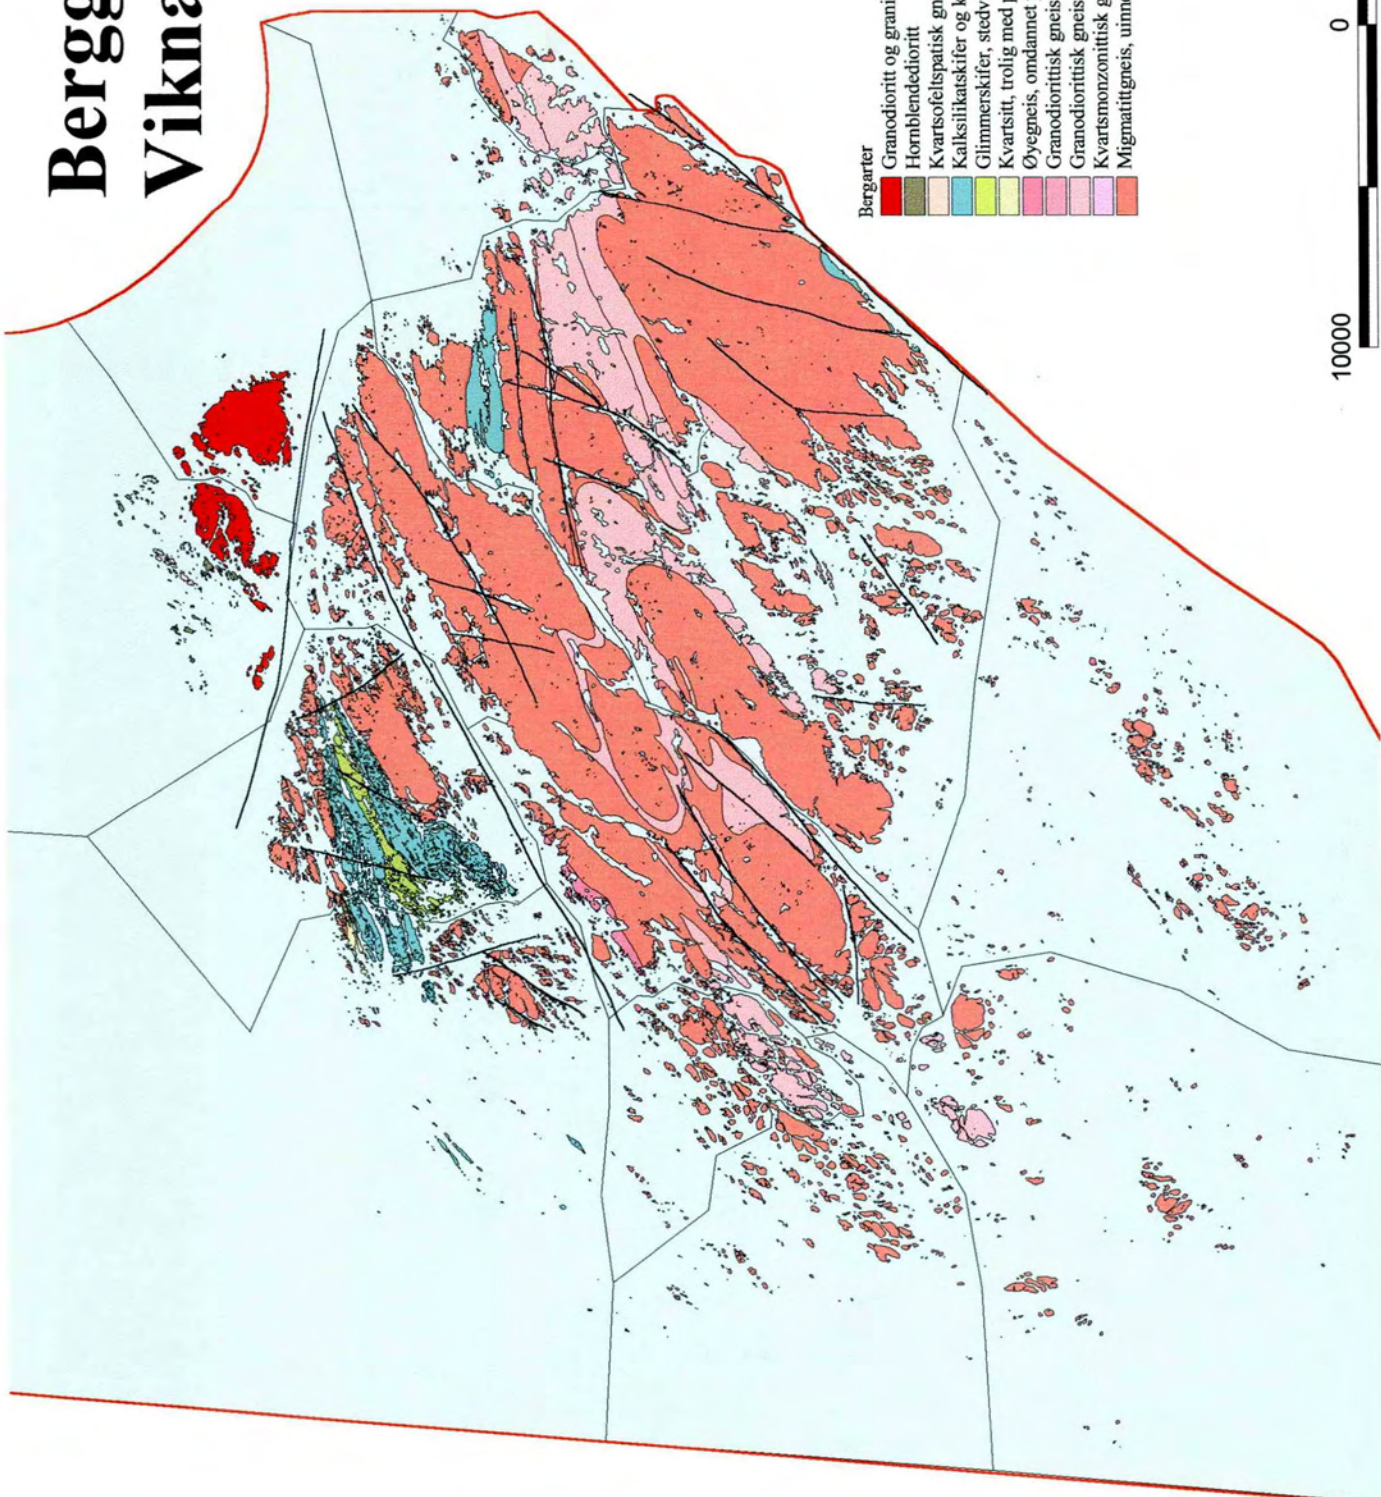 Bergg
Vikna
Bergarter
Granodioritt og grani
Hornblendedioritt
Kvartsofeltspatisk gn
Kalksilikatskifer og k
Glimmerskifer, stedv
Kvartsitt, trolig med p
Øyegneis, omdannet
Granodiorittisk gneis
Granodiorittisk gneis
Kvartsmonzonittisk g
Migmatittgneis, uinn
10000
0